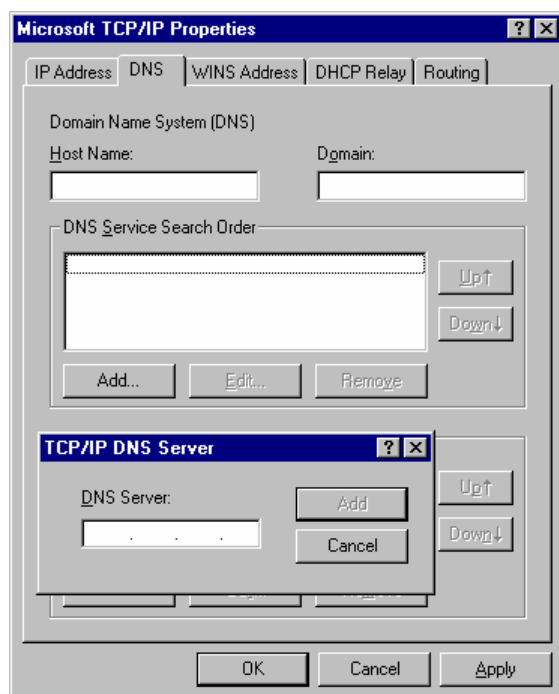 Microsoft TCP/IP Properties
IP Address DNS WINS Address DHCP Relay Routing
Domain Name System (DNS)
Host Name: Domain:
DNS Service Search Order
Up↑
Down↓
Add... Edit... Remove
TCP/IP DNS Server
DNS Server:
Add
Cancel
Up↑
Down↓
OK Cancel Apply